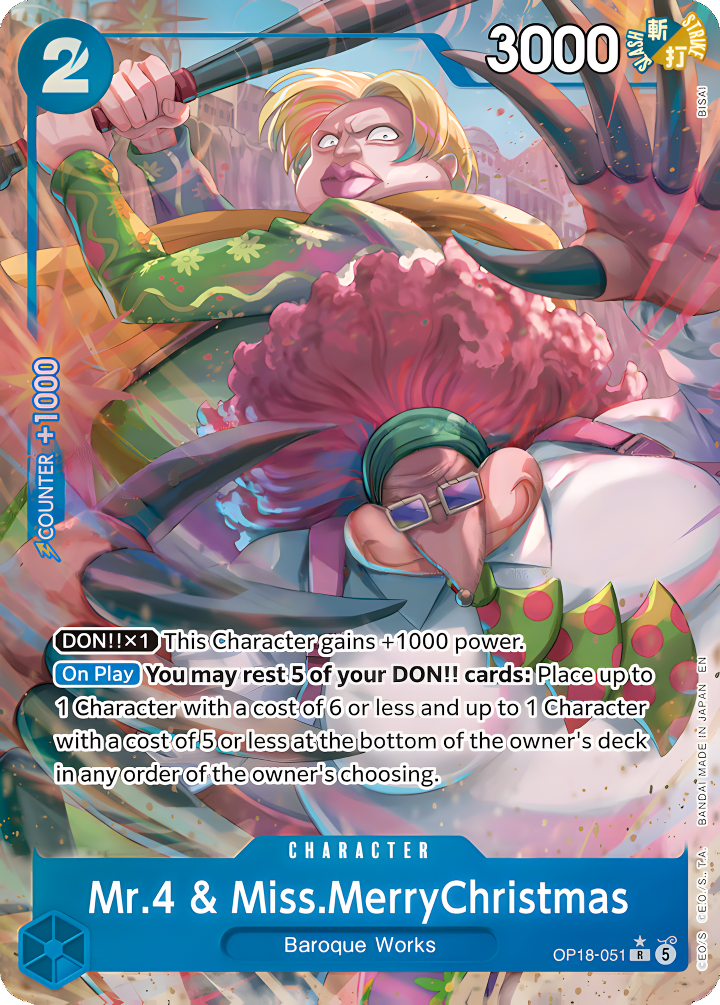 2
3000
SLASH 斬
打 STRIKE
BISAI
COUNTER +1000
DON!!×1 This Character gains +1000 power.
On Play You may rest 5 of your DON!! cards: Place up to
1 Character with a cost of 6 or less and up to 1 Character
with a cost of 5 or less at the bottom of the owner's deck
in any order of the owner's choosing.
©E.O/S ©E.O./S.,T.A. BANDAI MADE IN JAPAN EN
CHARACTER
Mr.4 & Miss.MerryChristmas
Baroque Works
OP18-051 R 5